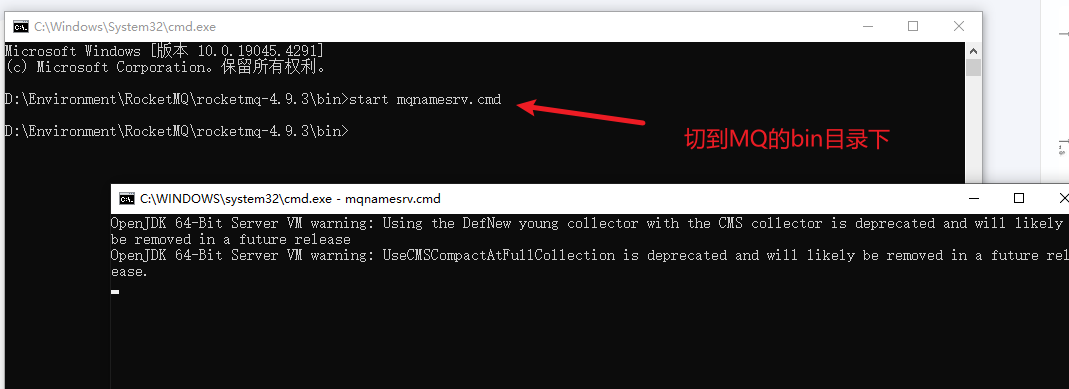 C:\Windows\System32\cmd.exe
Microsoft Windows [版本 10.0.19045.4291]
(c) Microsoft Corporation。保留所有权利。
D:\Environment\RocketMQ\rocketmq-4.9.3\bin>start mqnamesrv.cmd
D:\Environment\RocketMQ\rocketmq-4.9.3\bin>
切到MQ的bin目录下
C:\WINDOWS\system32\cmd.exe - mqnamesrv.cmd
OpenJDK 64-Bit Server VM warning: Using the DefNew young collector with the CMS collector is deprecated and will likely
be removed in a future release
OpenJDK 64-Bit Server VM warning: UseCMSCompactAtFullCollection is deprecated and will likely be removed in a future rel
ease.